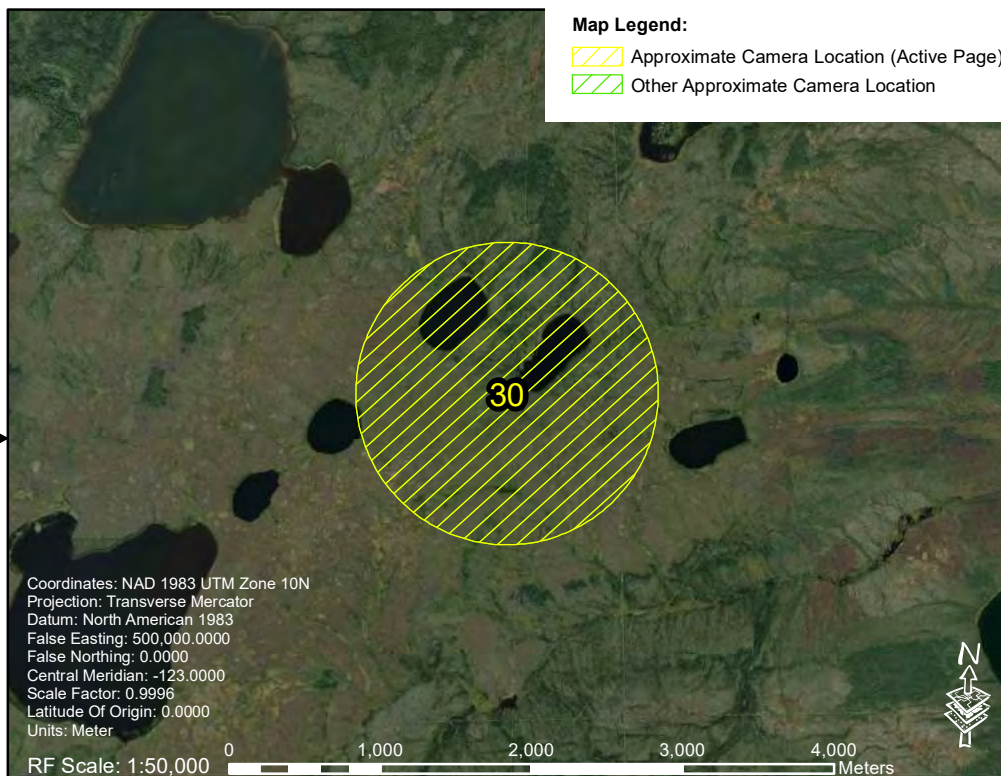 Map Legend:
Approximate Camera Location (Active Page)
Other Approximate Camera Location
30
Coordinates: NAD 1983 UTM Zone 10N
Projection: Transverse Mercator
Datum: North American 1983
False Easting: 500,000.0000
False Northing: 0.0000
Central Meridian: -123.0000
Scale Factor: 0.9996
Latitude Of Origin: 0.0000
Units: Meter
N
RF Scale: 1:50,000
0 1,000 2,000 3,000 4,000
Meters